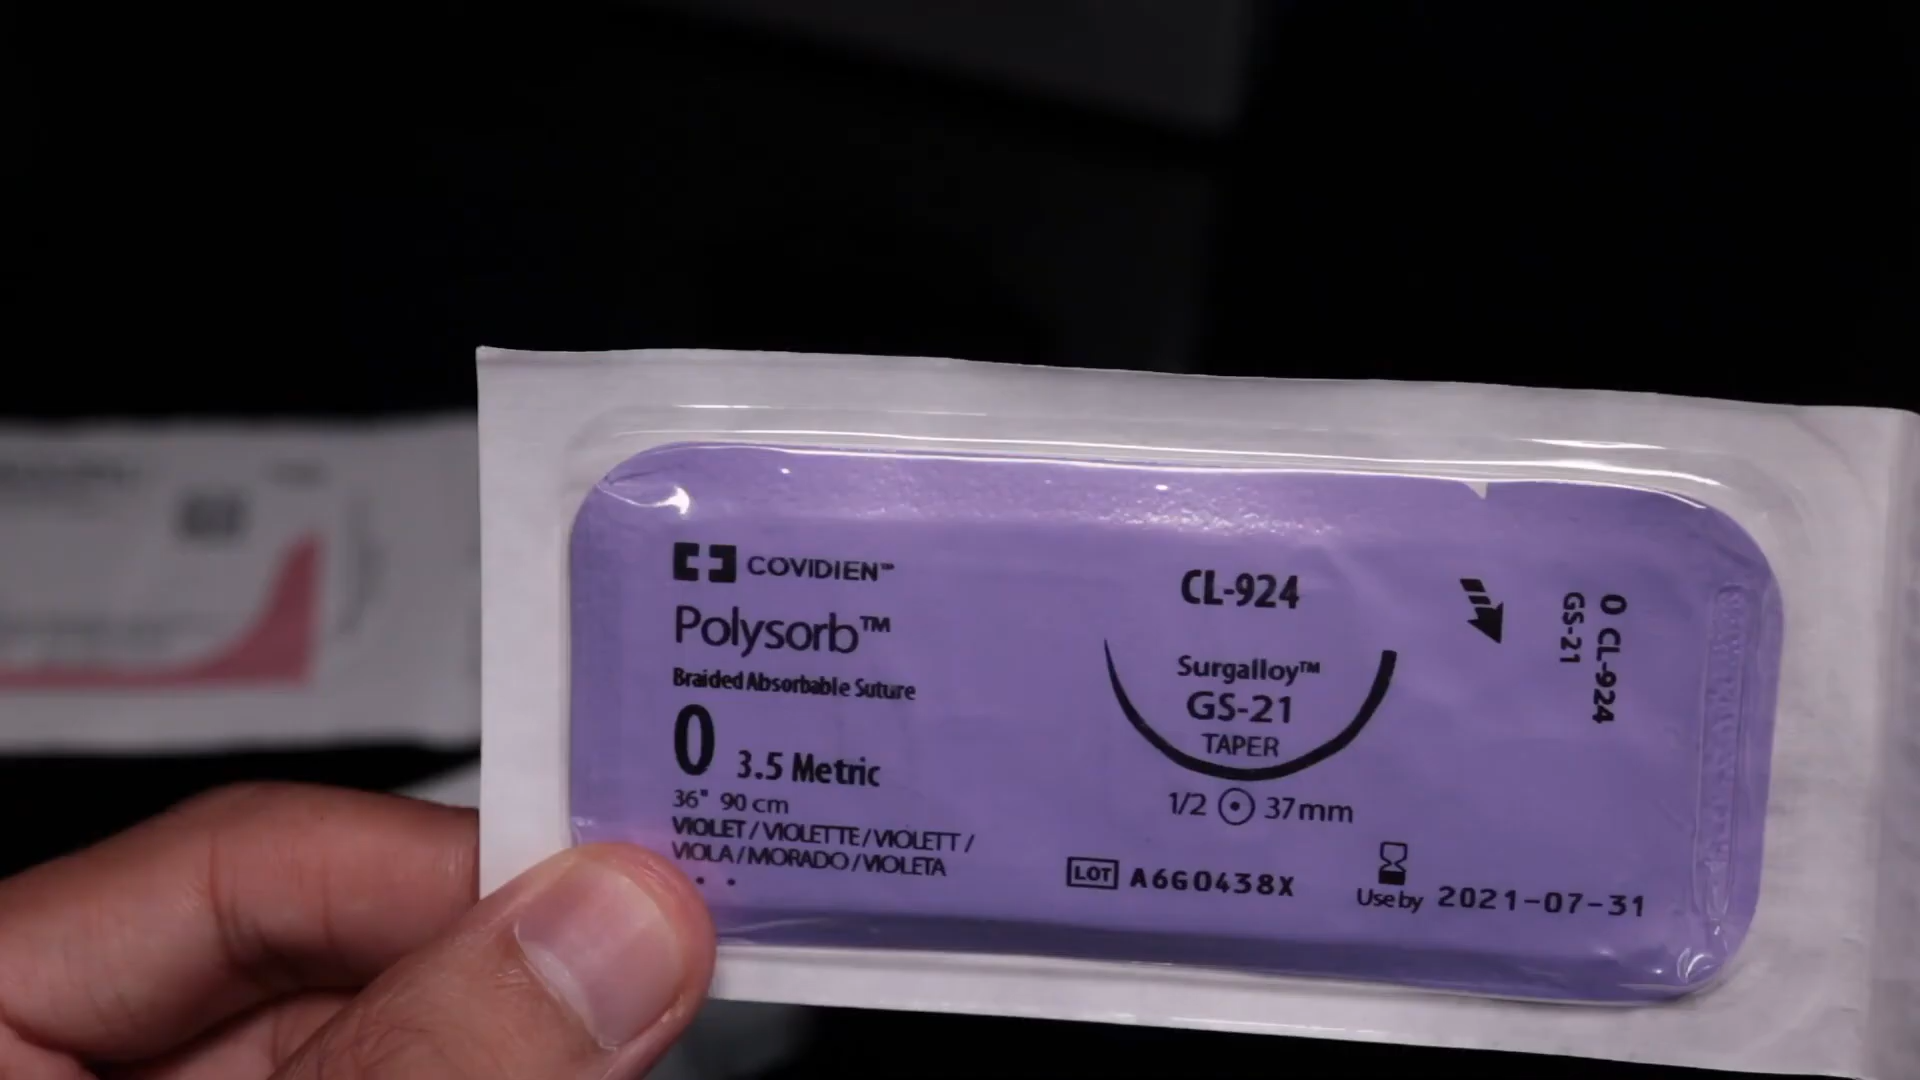 COVIDIEN™
Polysorb™
Braided Absorbable Suture
0 3.5 Metric
36" 90 cm
VIOLET / VIOLETTE / VIOLETT /
VIOLA / MORADO / VIOLETA
CL-924
Surgalloy™
GS-21
TAPER
1/2 37mm
LOT A6G0438X
Use by 2021-07-31
0 CL-924
GS-21